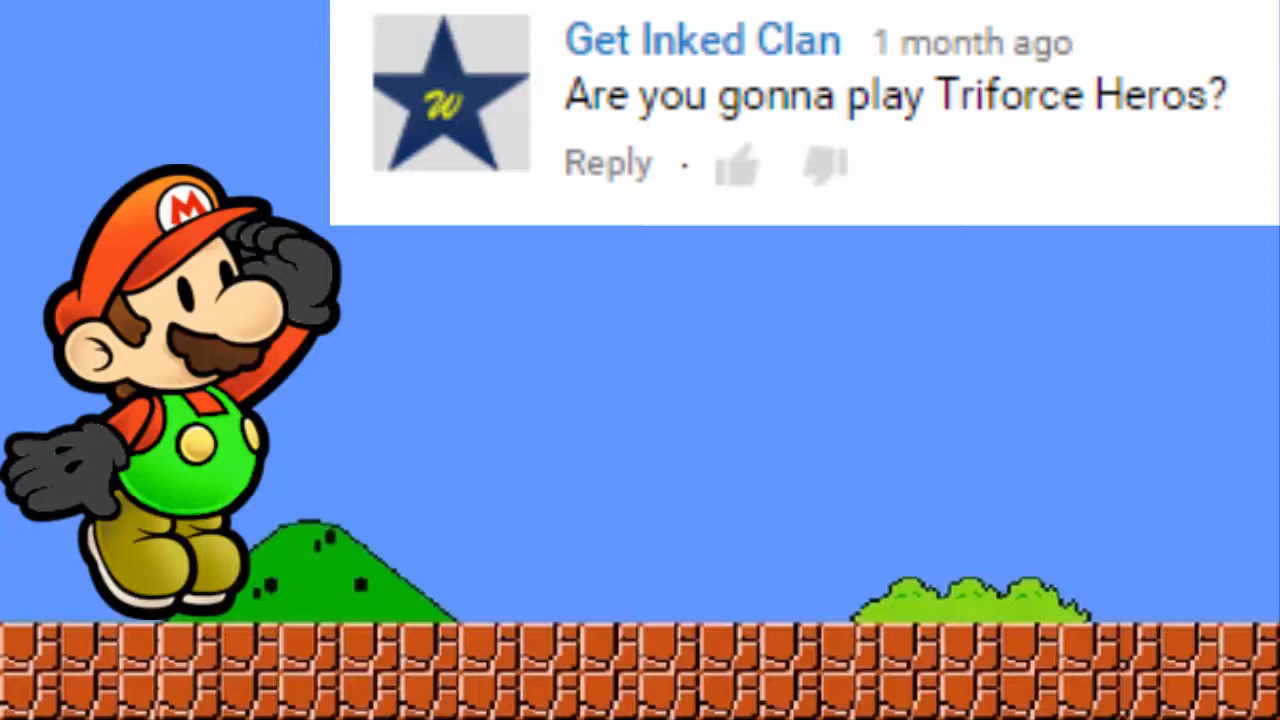 M
W
Get Inked Clan 1 month ago
Are you gonna play Triforce Heros?
Reply ·